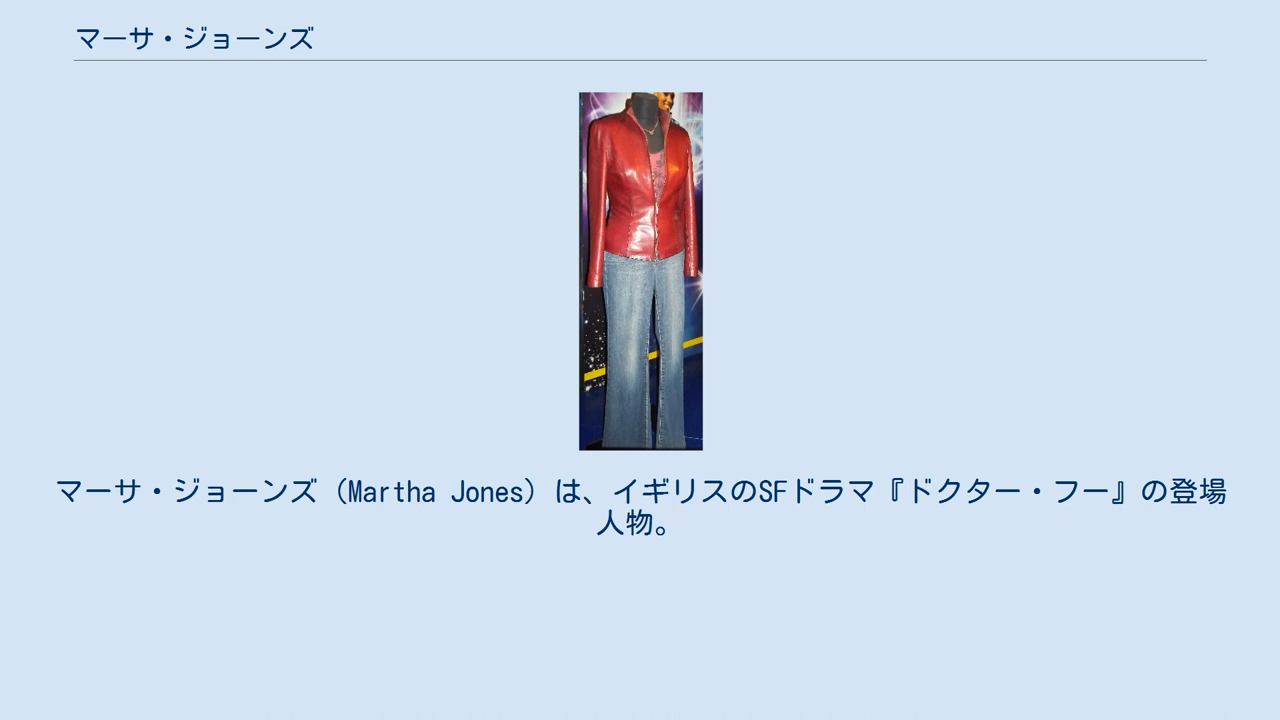 マーサ・ジョーンズ
マーサ・ジョーンズ（Martha Jones）は、イギリスのSFドラマ『ドクター・フー』の登場
人物。